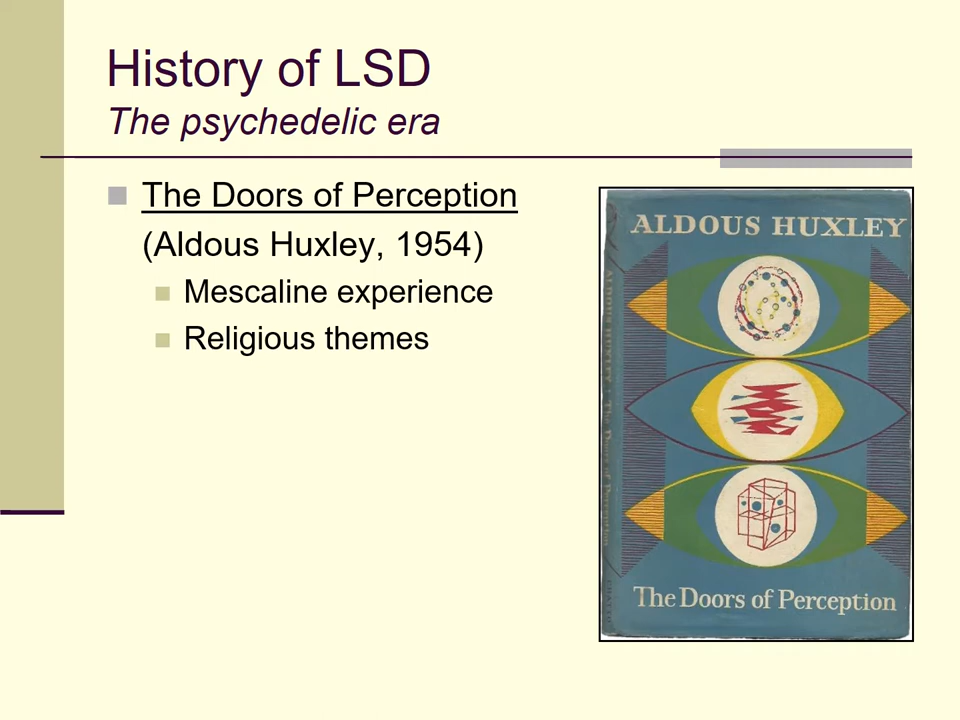 History of LSD
The psychedelic era
The Doors of Perception
(Aldous Huxley, 1954)
Mescaline experience
Religious themes
ALDOUS HUXLEY
The Doors of Perception